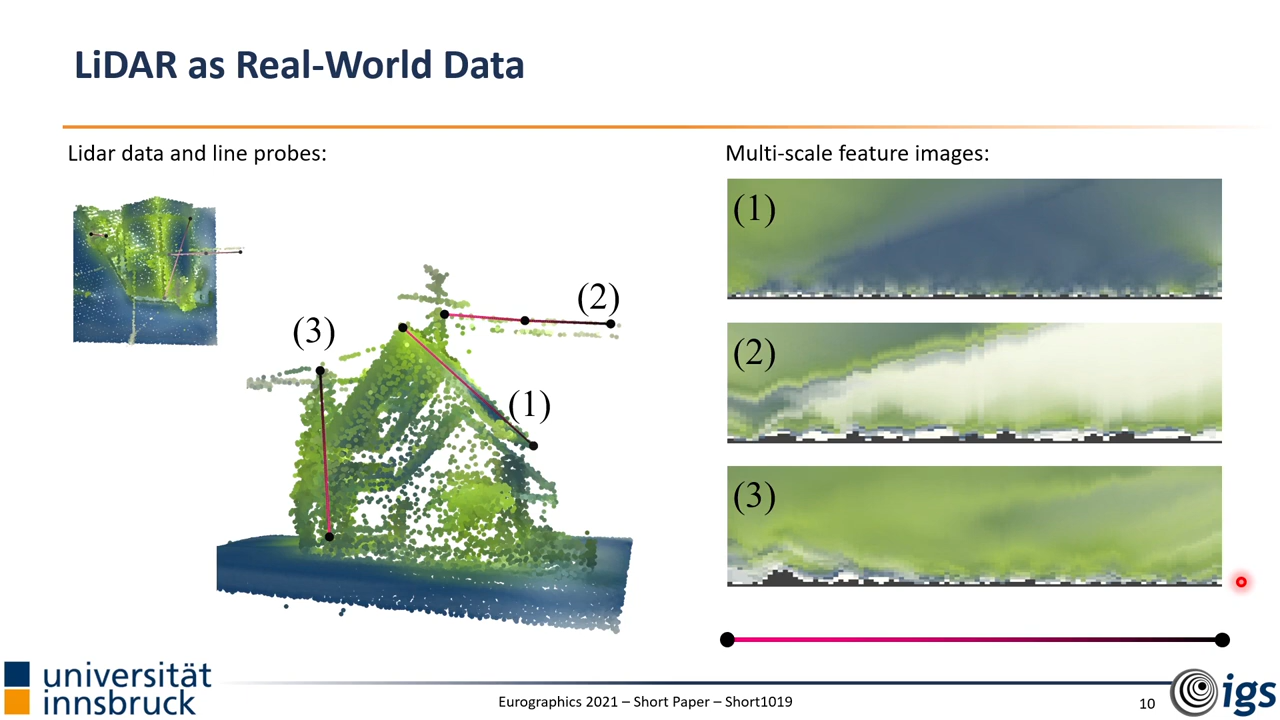 LiDAR as Real-World Data
Lidar data and line probes:
Multi-scale feature images:
(1)
(2)
(3)
(1)
(2)
(3)
universität
innsbruck
Eurographics 2021 – Short Paper – Short1019
10
igs